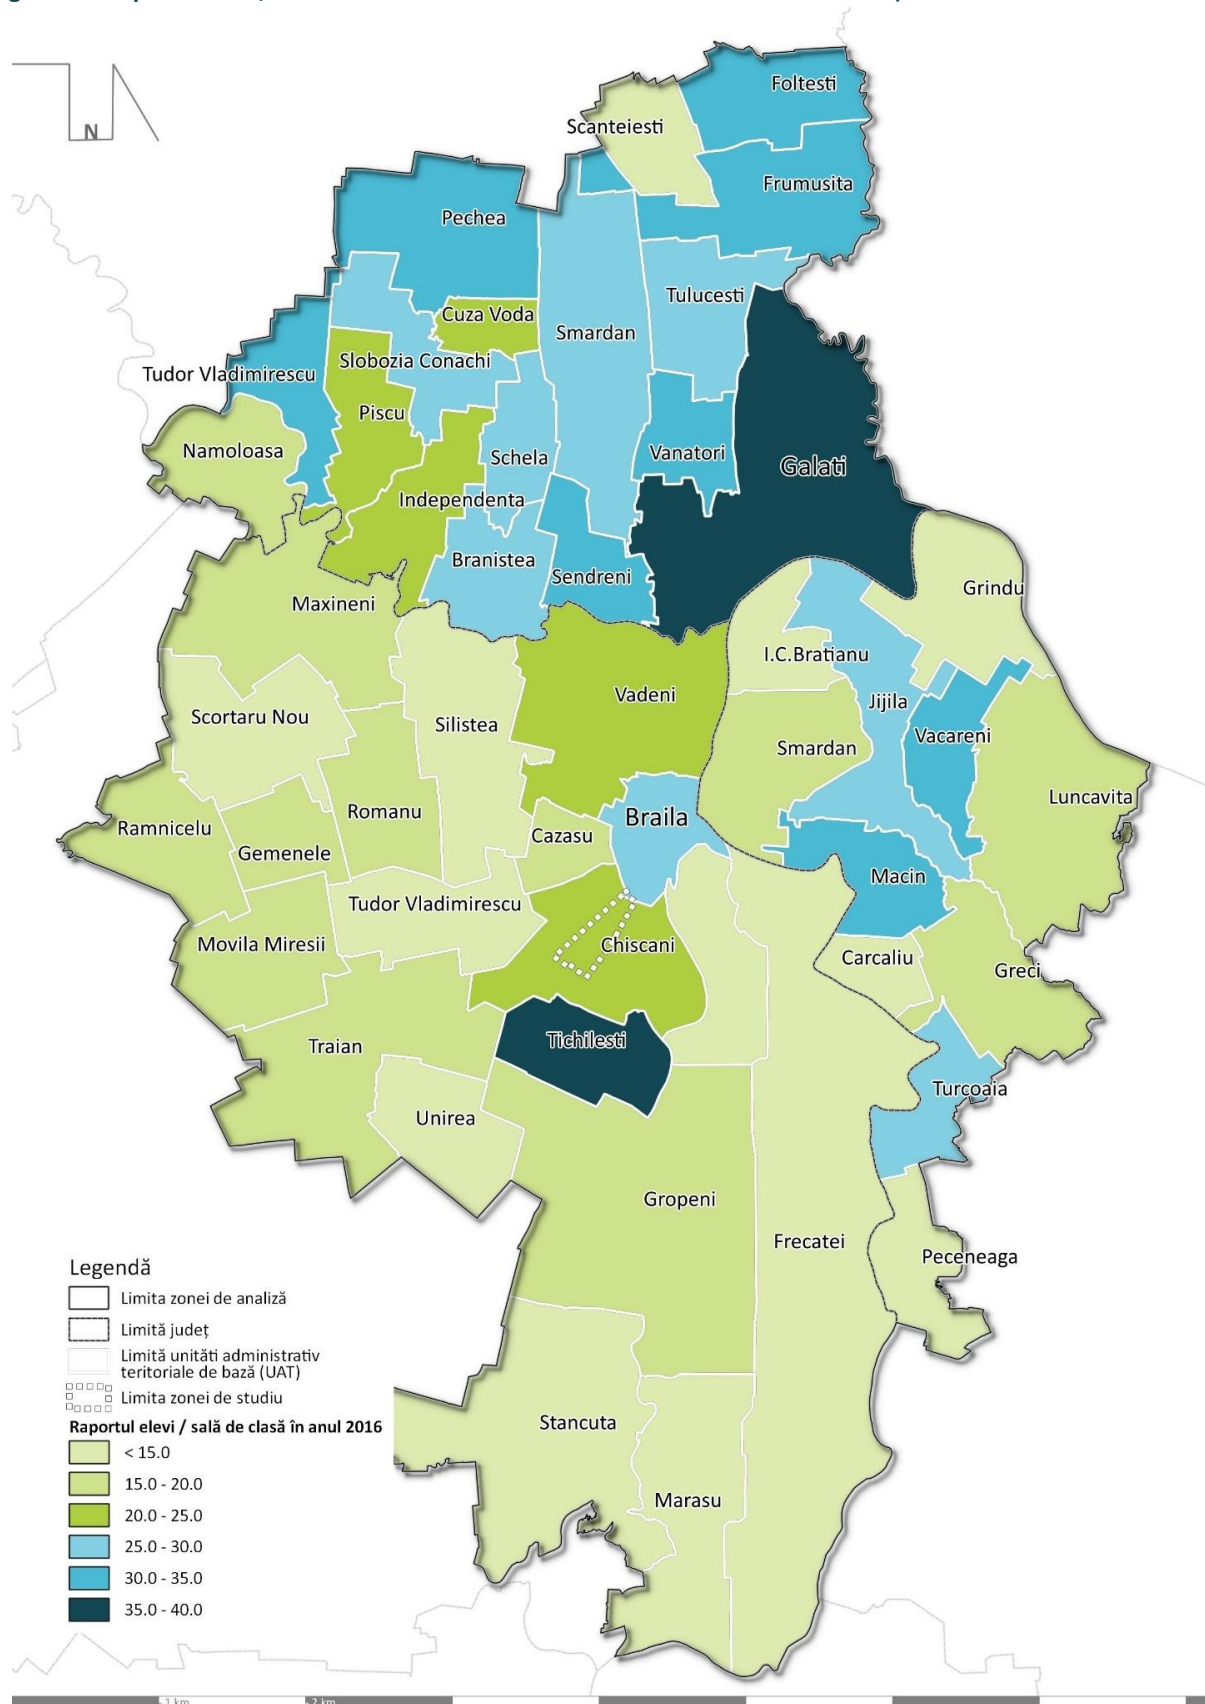 N
Foltesti
Scanteiesti
Frumusita
Pechea
Tulucesti
Cuza Voda
Smardan
Slobozia Conachi
Tudor Vladimirescu
Piscu
Namoloasa
Schela
Vanatori
Galati
Independenta
Branistea
Sendreni
Grindu
Maxineni
I.C.Bratianu
Vadeni
Jijila
Scortaru Nou
Silistea
Vacareni
Smardan
Luncavita
Romanu
Braila
Ramnicelu
Cazasu
Gemenele
Macin
Tudor Vladimirescu
Movila Miresii
Chiscani
Carcaliu
Greci
Traian
Tichilesti
Turcoaia
Unirea
Gropeni
Frecatei
Peceneaga
Stancuta
Marasu
Legendă
Limita zonei de analiză
Limită județ
Limită unităti administrativ
teritoriale de bază (UAT)
Limita zonei de studiu
Raportul elevi / sală de clasă în anul 2016
< 15.0
15.0 - 20.0
20.0 - 25.0
25.0 - 30.0
30.0 - 35.0
35.0 - 40.0
1 km
2 km